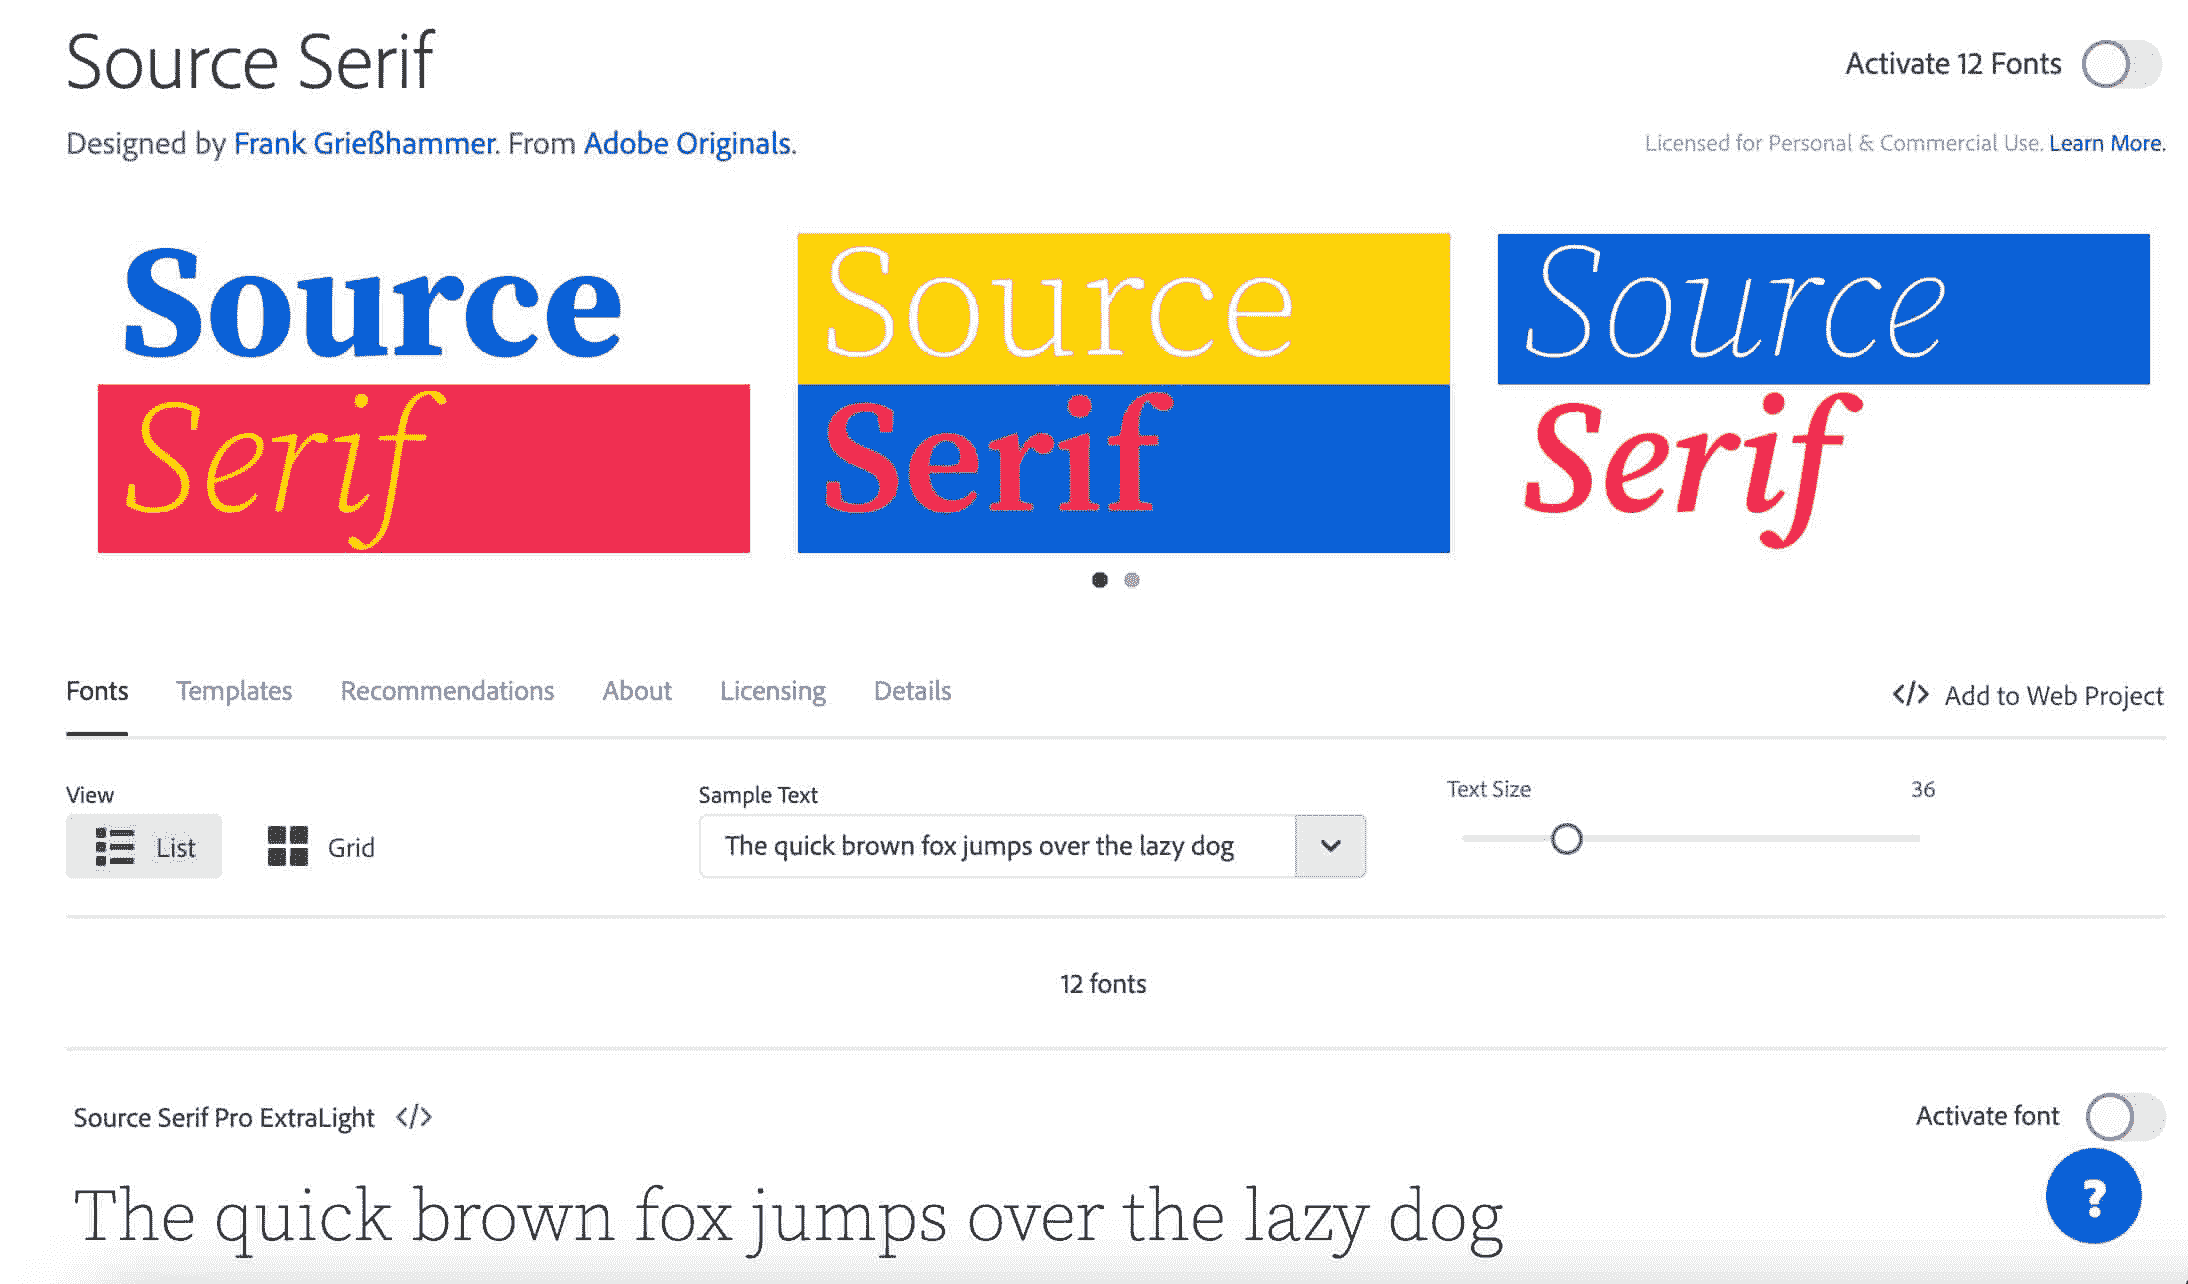 Source Serif
Activate 12 Fonts
Designed by Frank Grießhammer. From Adobe Originals.
Licensed for Personal & Commercial Use. Learn More.
Source
Serif
Source
Serif
Source
Serif
Fonts Templates Recommendations About Licensing Details
</> Add to Web Project
View
List Grid
Sample Text
The quick brown fox jumps over the lazy dog
Text Size 36
12 fonts
Source Serif Pro ExtraLight </>
Activate font
The quick brown fox jumps over the lazy dog
?